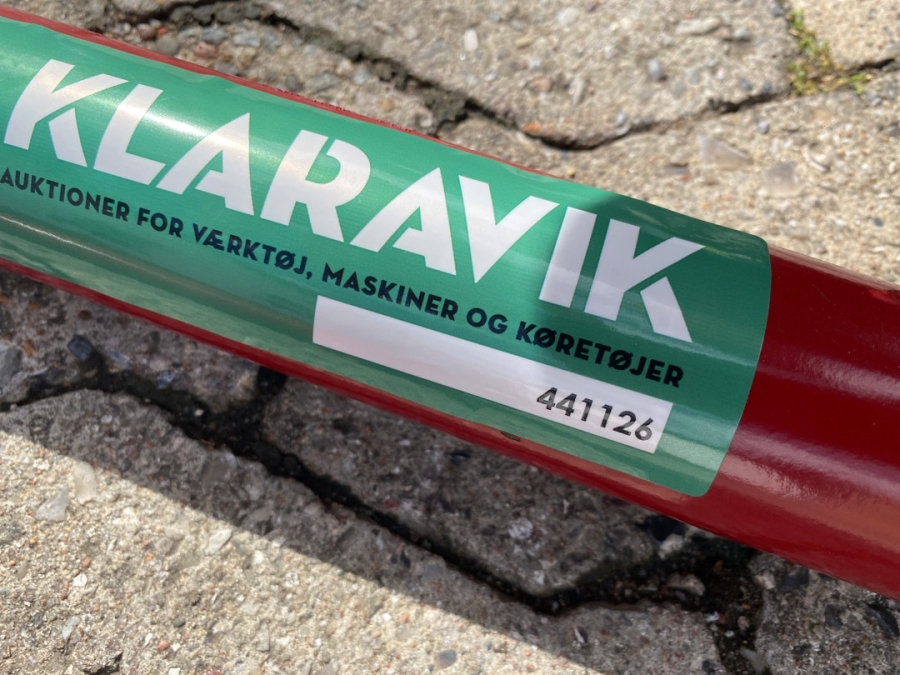 KLARAVIK
AUKTIONER FOR VÆRKTØJ, MASKINER OG KØRETØJER
441126